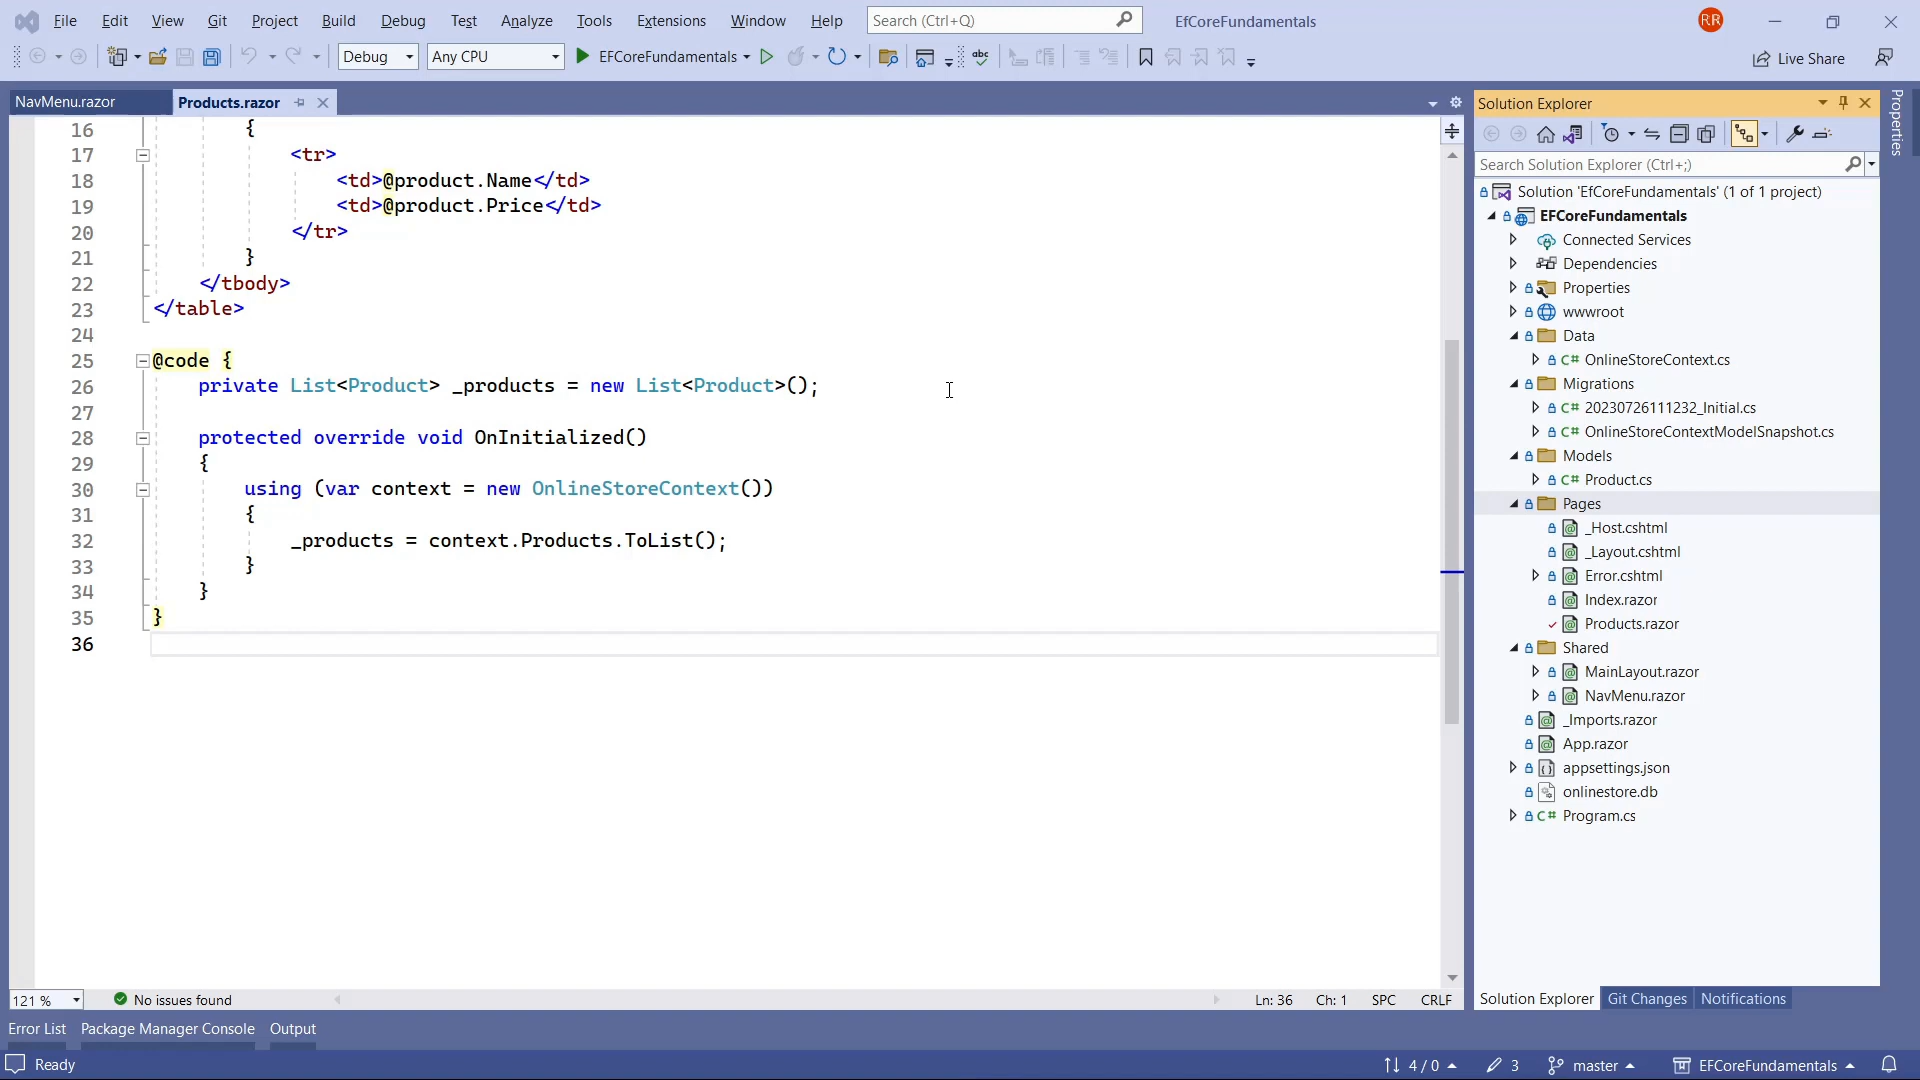 File Edit View Git Project Build Debug Test Analyze Tools Extensions Window Help Search (Ctrl+Q) EfCoreFundamentals RR
Debug Any CPU EFCoreFundamentals abc Live Share
NavMenu.razor Products.razor
16 {
17 <tr>
18 <td>@product.Name</td>
19 <td>@product.Price</td>
20 </tr>
21 }
22 </tbody>
23 </table>
24
25 @code {
26 private List<Product> _products = new List<Product>();
27
28 protected override void OnInitialized()
29 {
30 using (var context = new OnlineStoreContext())
31 {
32 _products = context.Products.ToList();
33 }
34 }
35 }
36
121 % No issues found Ln: 36 Ch: 1 SPC CRLF
Solution Explorer
Search Solution Explorer (Ctrl+;)
Solution 'EfCoreFundamentals' (1 of 1 project)
EFCoreFundamentals
Connected Services
Dependencies
Properties
wwwroot
Data
C# OnlineStoreContext.cs
Migrations
C# 20230726111232_Initial.cs
C# OnlineStoreContextModelSnapshot.cs
Models
C# Product.cs
Pages
_Host.cshtml
_Layout.cshtml
Error.cshtml
Index.razor
Products.razor
Shared
MainLayout.razor
NavMenu.razor
_Imports.razor
App.razor
appsettings.json
onlinestore.db
C# Program.cs
Solution Explorer Git Changes Notifications
Properties
Error List Package Manager Console Output
Ready 4 / 0 3 master EFCoreFundamentals